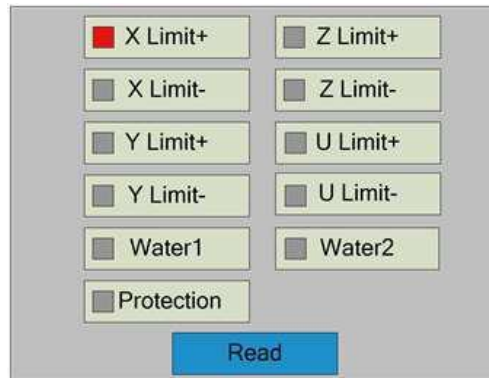 X Limit+ Z Limit+
X Limit- Z Limit-
Y Limit+ U Limit+
Y Limit- U Limit-
Water1 Water2
Protection
Read